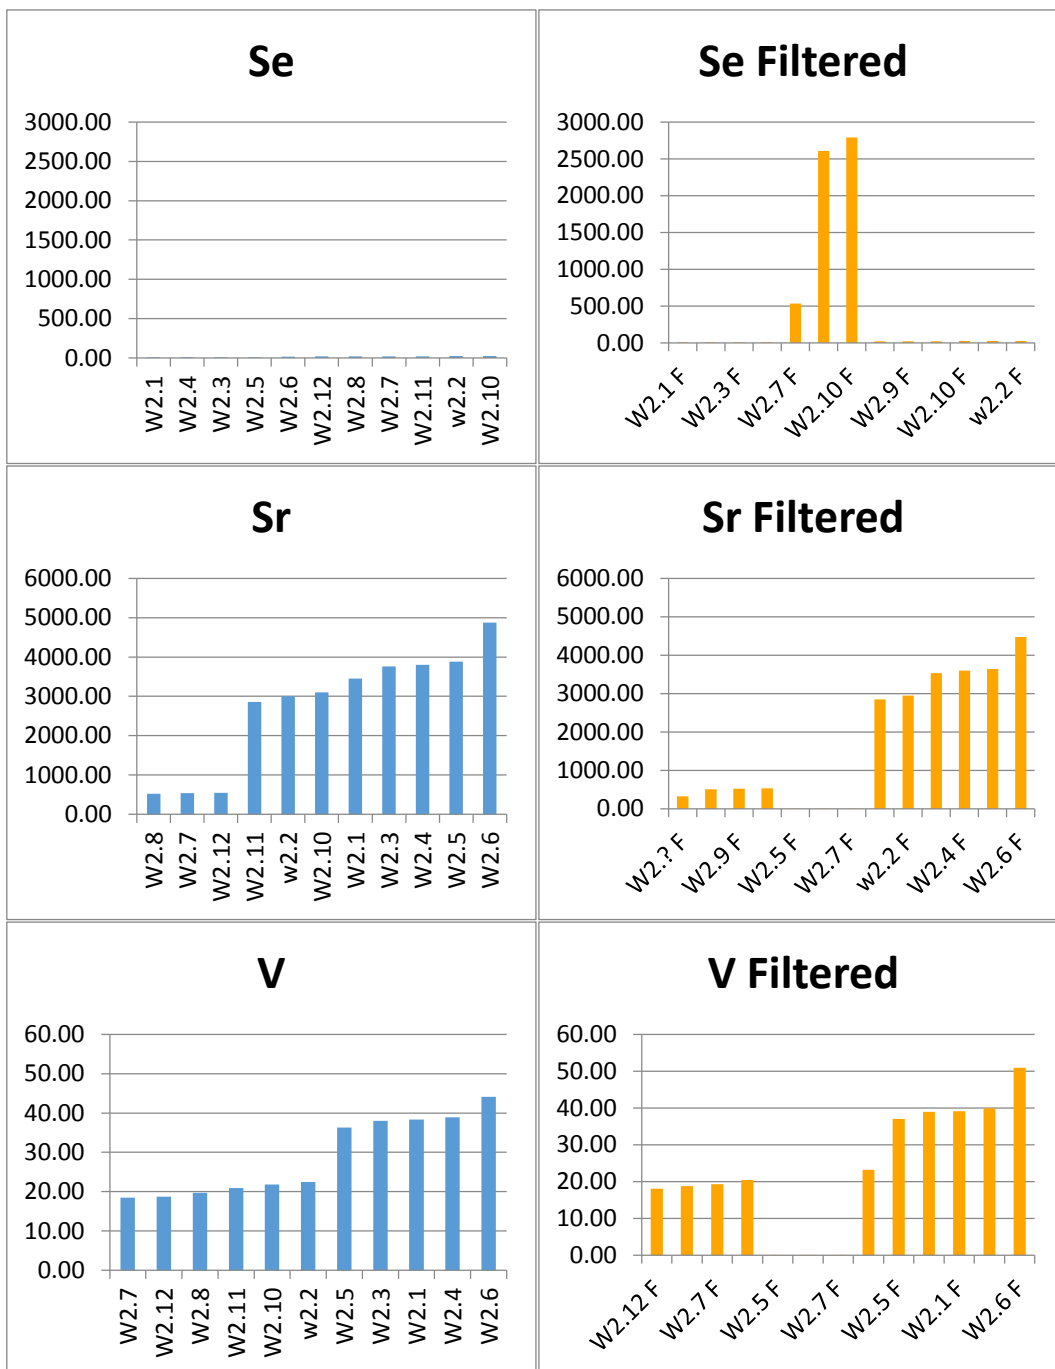 Se
3000.00
2500.00
2000.00
1500.00
1000.00
500.00
0.00
W2.1
W2.4
W2.3
W2.5
W2.6
W2.12
W2.8
W2.7
W2.11
w2.2
W2.10
Se Filtered
3000.00
2500.00
2000.00
1500.00
1000.00
500.00
0.00
W2.1 F
W2.3 F
W2.7 F
W2.10 F
W2.9 F
W2.10 F
w2.2 F
Sr
6000.00
5000.00
4000.00
3000.00
2000.00
1000.00
0.00
W2.8
W2.7
W2.12
W2.11
w2.2
W2.10
W2.1
W2.3
W2.4
W2.5
W2.6
Sr Filtered
6000.00
5000.00
4000.00
3000.00
2000.00
1000.00
0.00
W2.? F
W2.9 F
W2.5 F
W2.7 F
w2.2 F
W2.4 F
W2.6 F
V
60.00
50.00
40.00
30.00
20.00
10.00
0.00
W2.7
W2.12
W2.8
W2.11
W2.10
w2.2
W2.5
W2.3
W2.1
W2.4
W2.6
V Filtered
60.00
50.00
40.00
30.00
20.00
10.00
0.00
W2.12 F
W2.7 F
W2.5 F
W2.7 F
W2.5 F
W2.1 F
W2.6 F